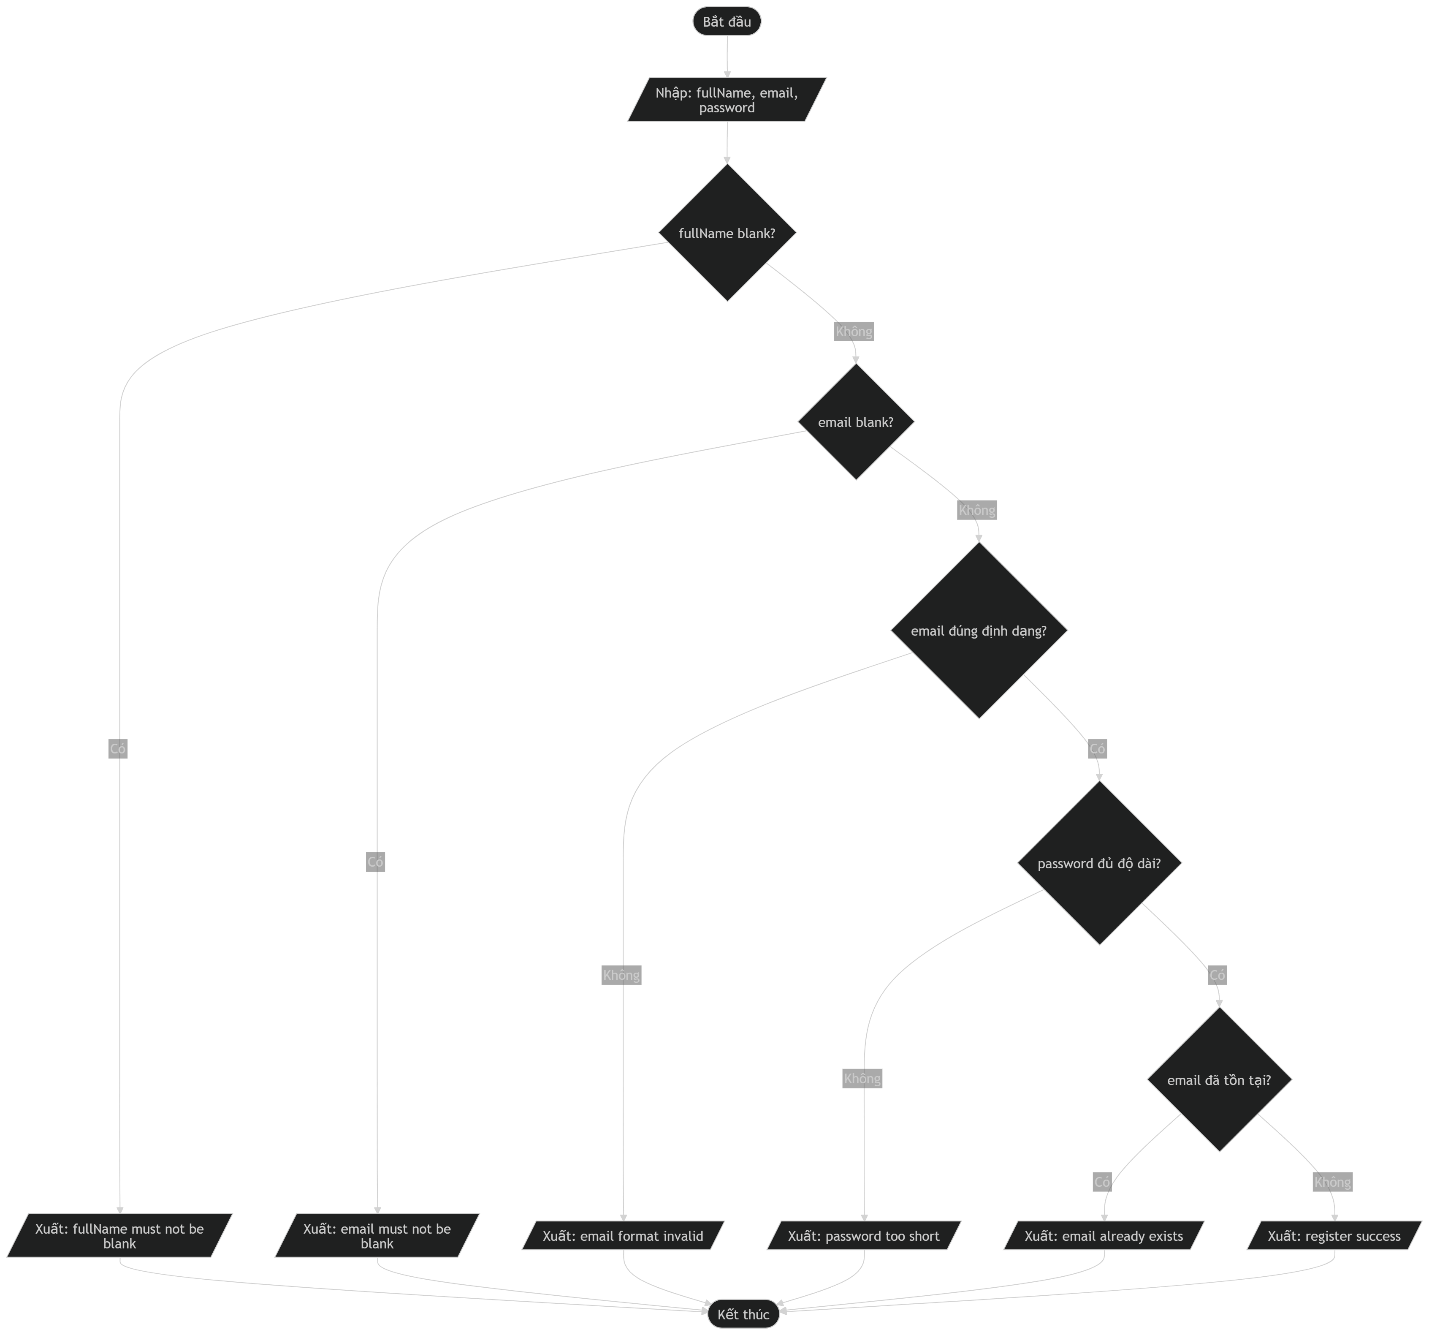 Bắt đầu
Nhập: fullName, email,
password
fullName blank?
Không
email blank?
Không
email đúng định dạng?
Có
Có
password đủ độ dài?
Có
Không
Có
email đã tồn tại?
Không
Có
Không
Xuất: fullName must not be
blank
Xuất: email must not be
blank
Xuất: email format invalid
Xuất: password too short
Xuất: email already exists
Xuất: register success
Kết thúc